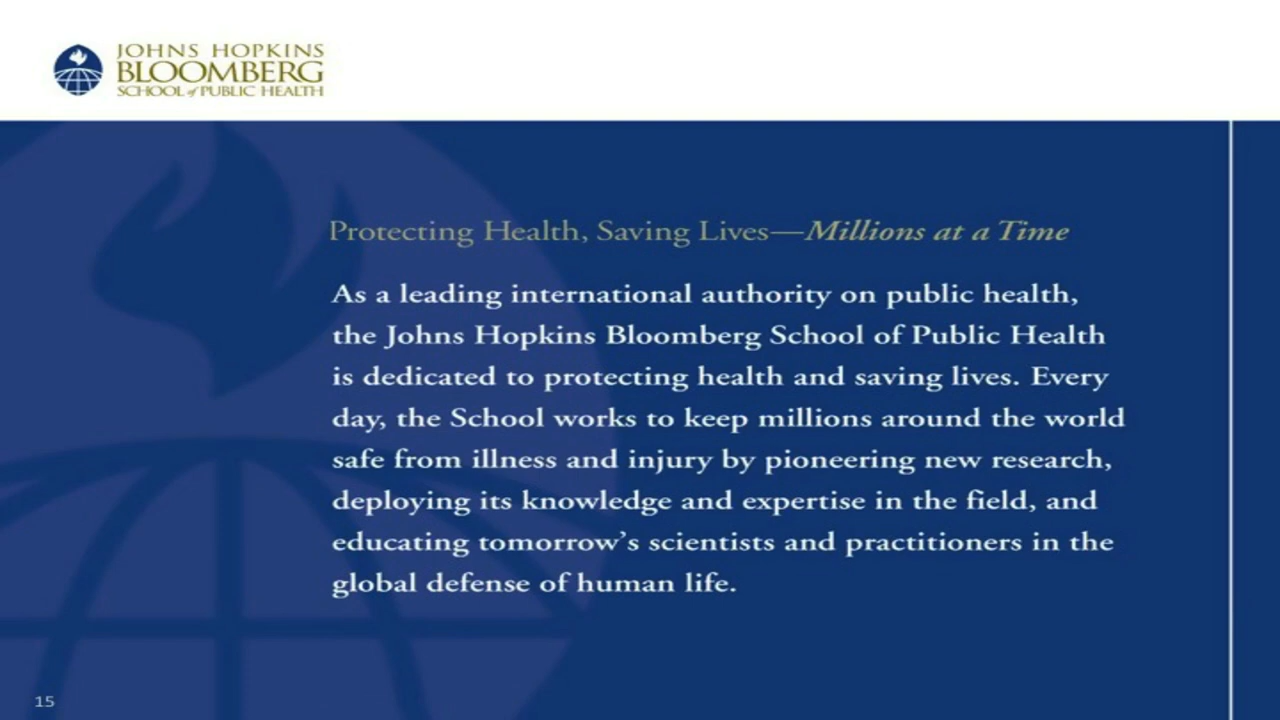 JOHNS HOPKINS
BLOOMBERG
SCHOOL of PUBLIC HEALTH
Protecting Health, Saving Lives—Millions at a Time
As a leading international authority on public health,
the Johns Hopkins Bloomberg School of Public Health
is dedicated to protecting health and saving lives. Every
day, the School works to keep millions around the world
safe from illness and injury by pioneering new research,
deploying its knowledge and expertise in the field, and
educating tomorrow’s scientists and practitioners in the
global defense of human life.
15